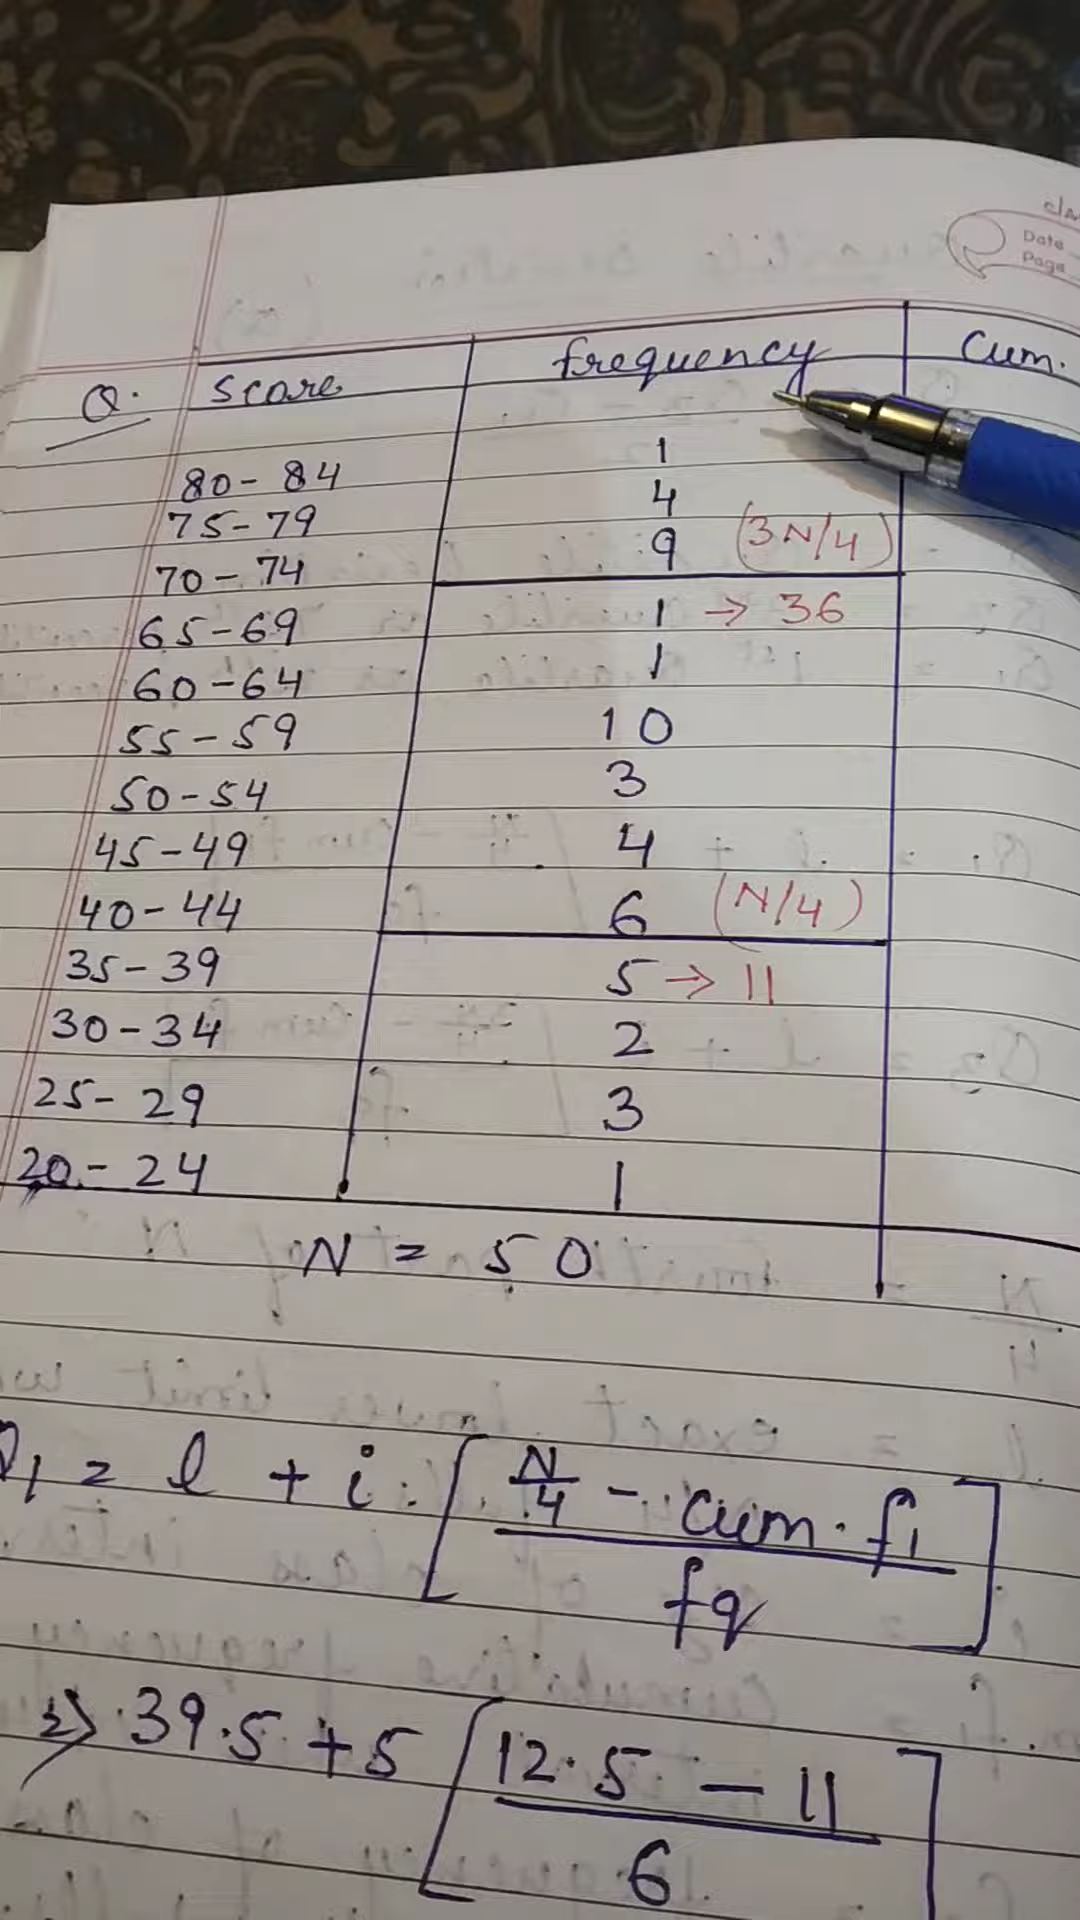 Date
Page
Q. Score frequency Cum.
80-84 1
75-79 4
70-74 9 (3N/4)
65-69 1 → 36
60-64 1
55-59 10
50-54 3
45-49 4
40-44 6 (N/4)
35-39 5 → 11
30-34 2
25-29 3
20-24 1
N = 50
Q1 = l + i [N/4 - cum. f1 / fq]
39.5 + 5 [12.5 - 11 / 6]